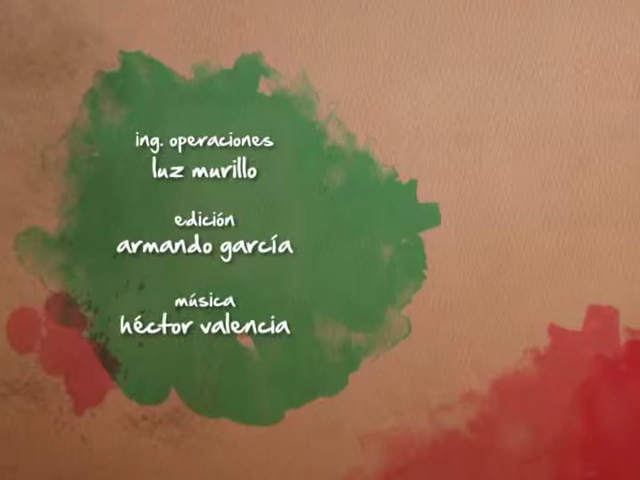 ing. operaciones
luz murillo
edición
armando garcía
música
héctor valencia